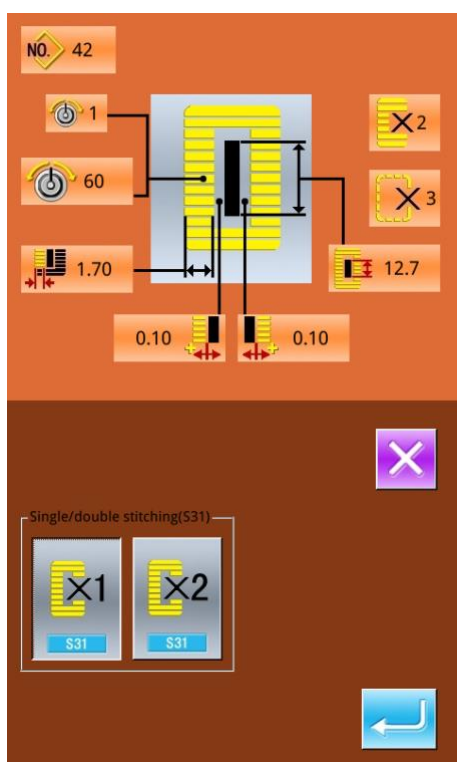 NO. 42
1
×2
60
×3
1.70
12.7
0.10
0.10
Single/double stitching(S31)
×1
×2
S31
S31